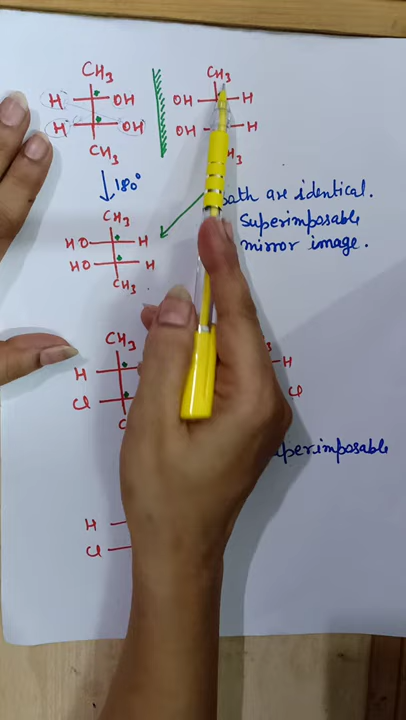 CH3 CH3
H OH OH H
H OH OH H
CH3 H3
180°
both are identical.
Superimposable
mirror image.
CH3
HO H
HO H
CH3
CH3
H H
Cl Cl
C
superimposable
H
Cl